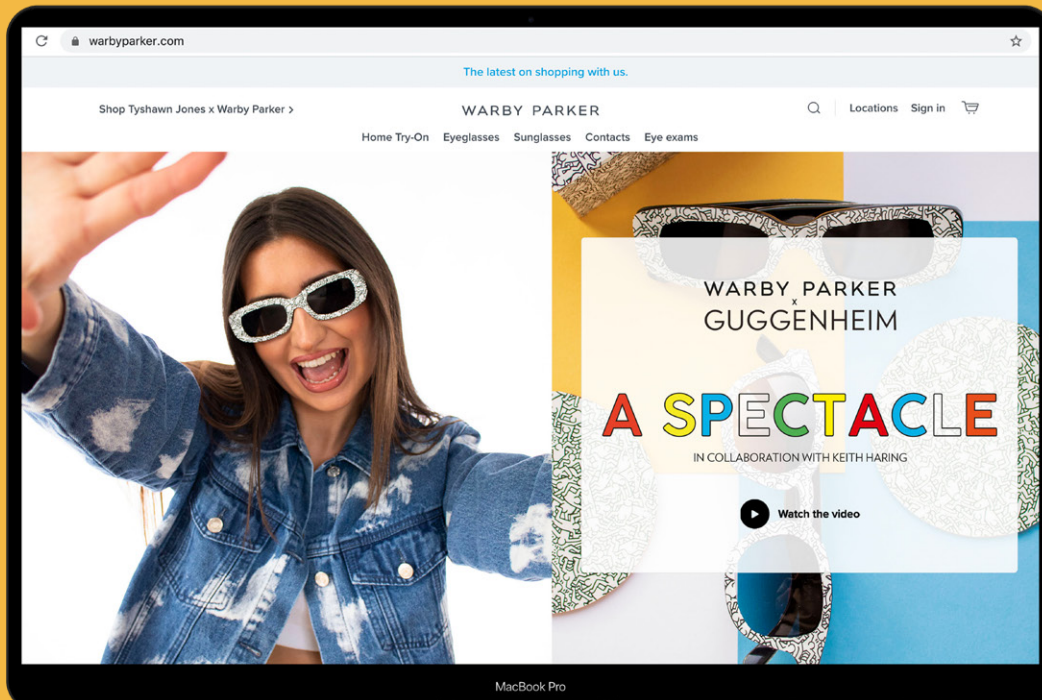 warbyparker.com
The latest on shopping with us.
Shop Tyshawn Jones x Warby Parker >
WARBY PARKER
Locations Sign in
Home Try-On Eyeglasses Sunglasses Contacts Eye exams
WARBY PARKER
x
GUGGENHEIM
A SPECTACLE
IN COLLABORATION WITH KEITH HARING
Watch the video
MacBook Pro